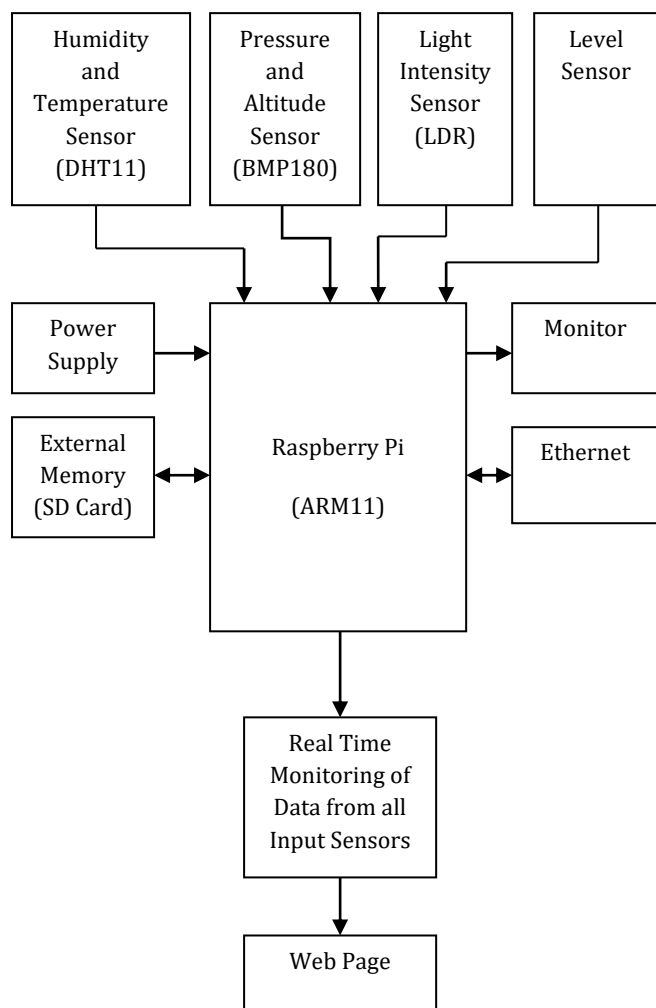 Humidity
and
Temperature
Sensor
(DHT11)
Pressure
and
Altitude
Sensor
(BMP180)
Light
Intensity
Sensor
(LDR)
Level
Sensor
Power
Supply
Monitor
External
Memory
(SD Card)
Raspberry Pi
(ARM11)
Ethernet
Real Time
Monitoring of
Data from all
Input Sensors
Web Page